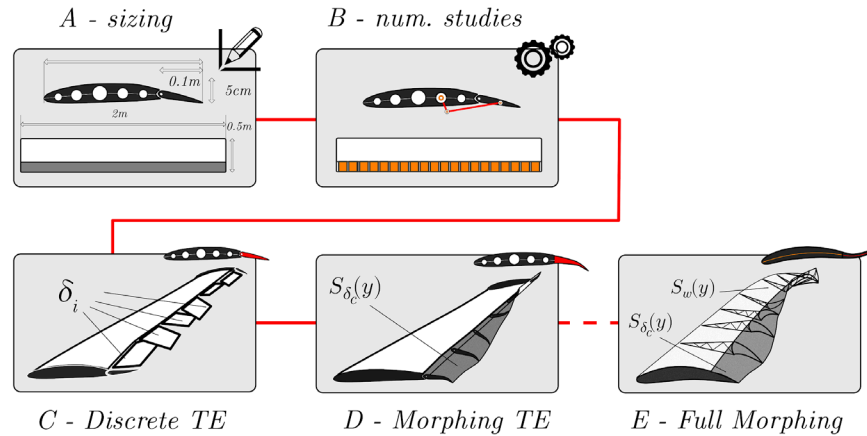 A - sizing
B - num. studies
0.1m
5cm
2m
0.5m
δi
Sδc(y)
Sw(y)
Sδc(y)
C - Discrete TE
D - Morphing TE
E - Full Morphing